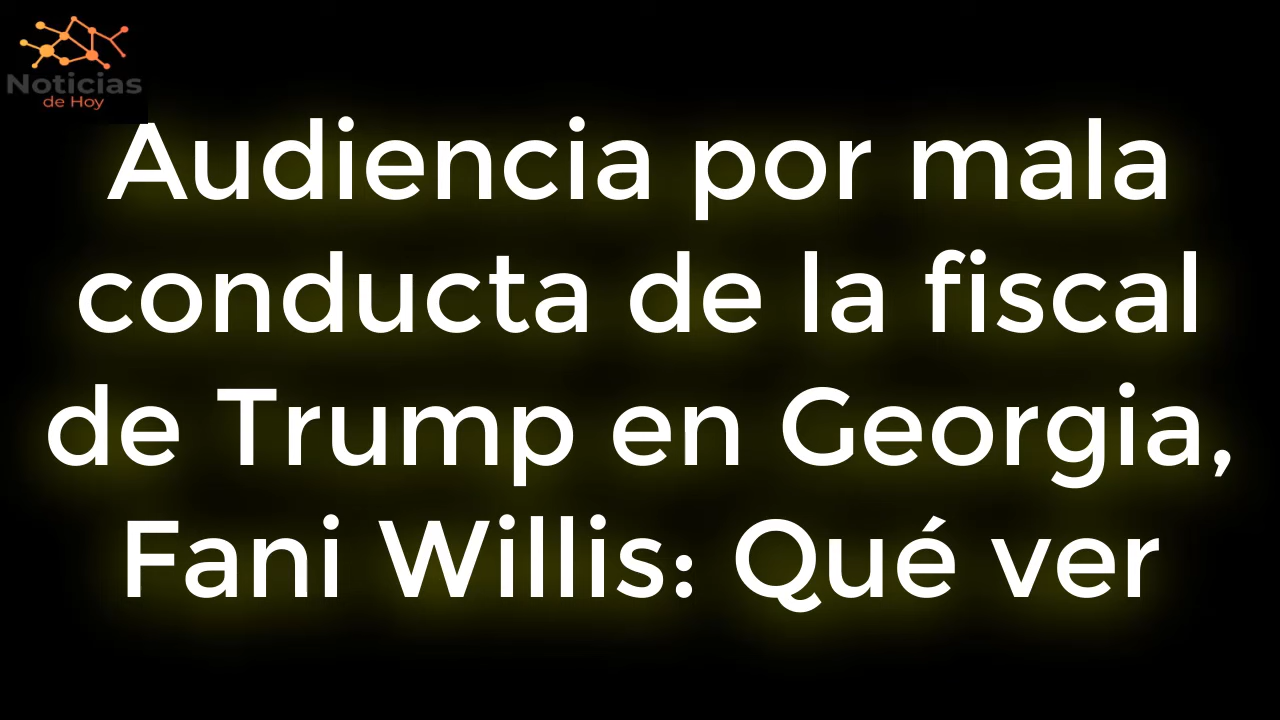 Noticias
de Hoy
Audiencia por mala
conducta de la fiscal
de Trump en Georgia,
Fani Willis: Qué ver